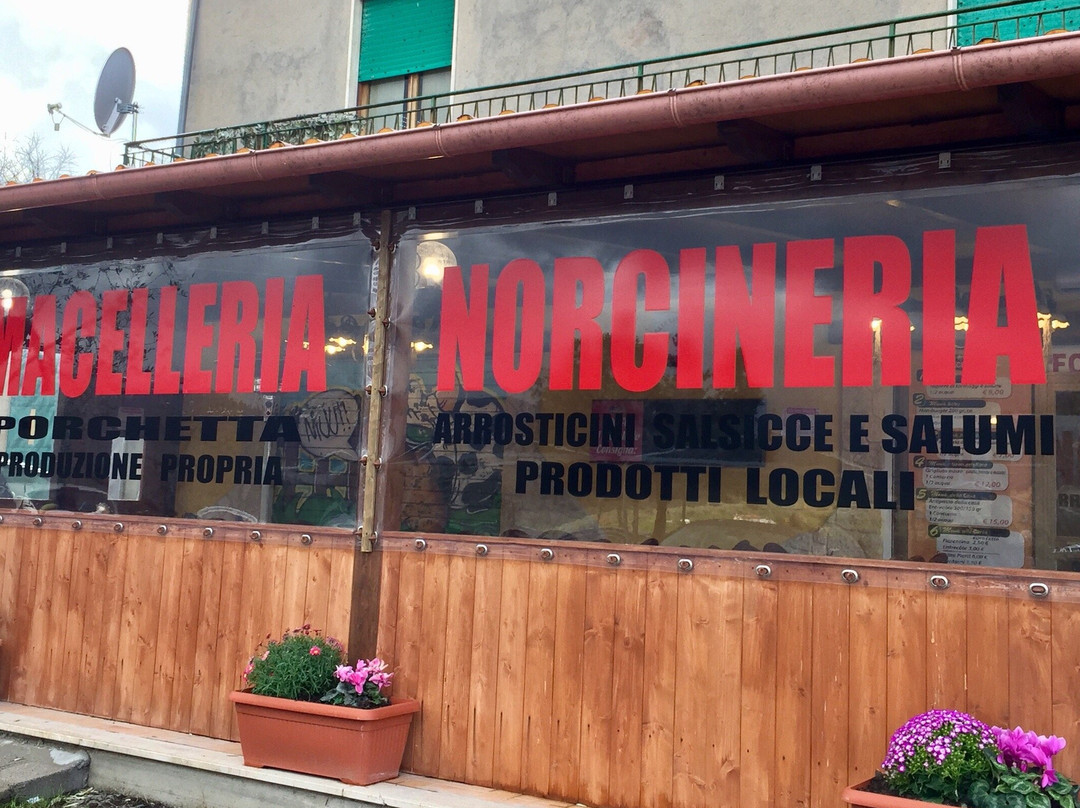 MACELLERIA
PORCHETTA
PRODUZIONE PROPRIA
NORCINERIA
ARROSTICINI SALSICCE E SALUMI
PRODOTTI LOCALI